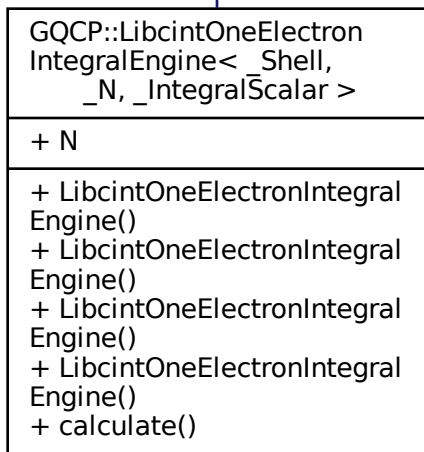 GQCP::LibcintOneElectron
IntegralEngine< _Shell,
_N, _IntegralScalar >
+ N
+ LibcintOneElectronIntegral
Engine()
+ LibcintOneElectronIntegral
Engine()
+ LibcintOneElectronIntegral
Engine()
+ LibcintOneElectronIntegral
Engine()
+ calculate()